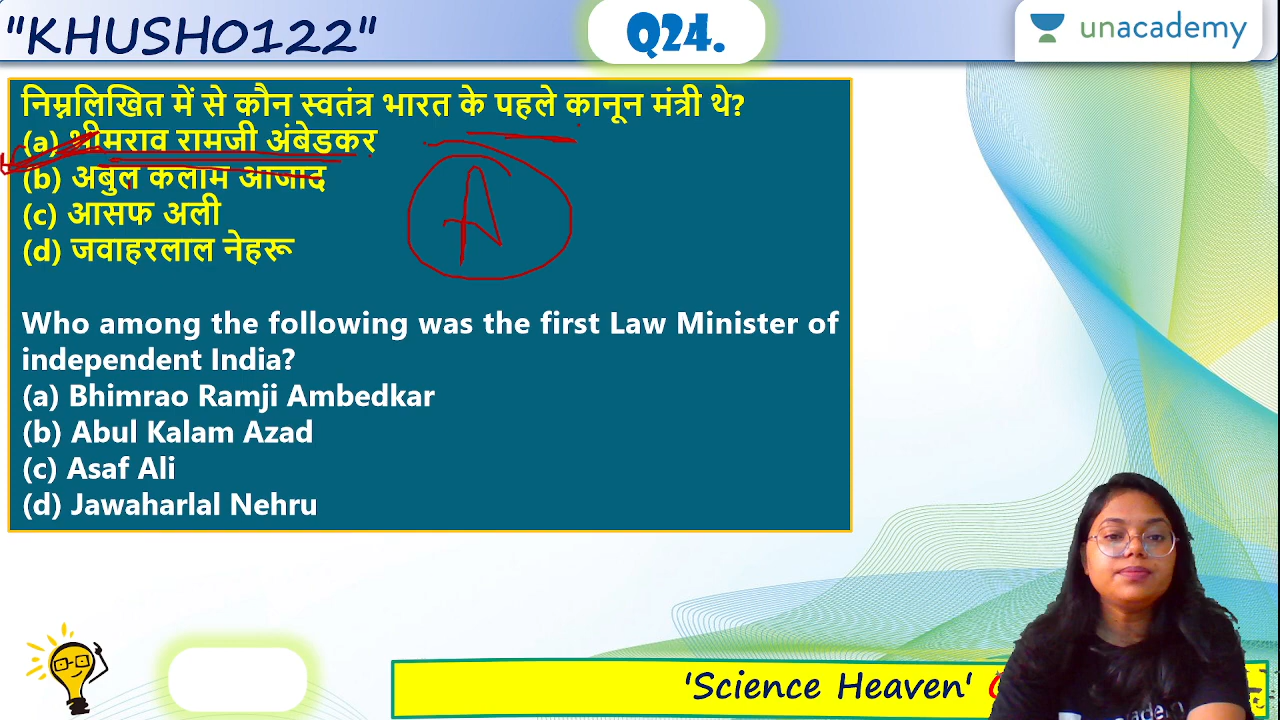 "KHUSHO122"
Q24.
unacademy
निम्नलिखित में से कौन स्वतंत्र भारत के पहले कानून मंत्री थे?
(a) भीमराव रामजी अंबेडकर
(b) अबुल कलाम आजाद
(c) आसफ अली
(d) जवाहरलाल नेहरू
A
Who among the following was the first Law Minister of
independent India?
(a) Bhimrao Ramji Ambedkar
(b) Abul Kalam Azad
(c) Asaf Ali
(d) Jawaharlal Nehru
'Science Heaven'